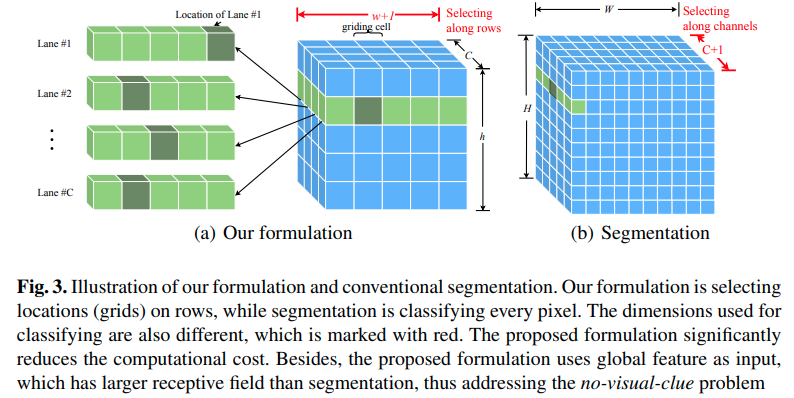 Location of Lane #1
Lane #1
Lane #2
⋮
Lane #C
w+1
griding cell
Selecting
along rows
C
h
(a) Our formulation
W
Selecting
along channels
C+1
H
(b) Segmentation
Fig. 3. Illustration of our formulation and conventional segmentation. Our formulation is selecting
locations (grids) on rows, while segmentation is classifying every pixel. The dimensions used for
classifying are also different, which is marked with red. The proposed formulation significantly
reduces the computational cost. Besides, the proposed formulation uses global feature as input,
which has larger receptive field than segmentation, thus addressing the no-visual-clue problem